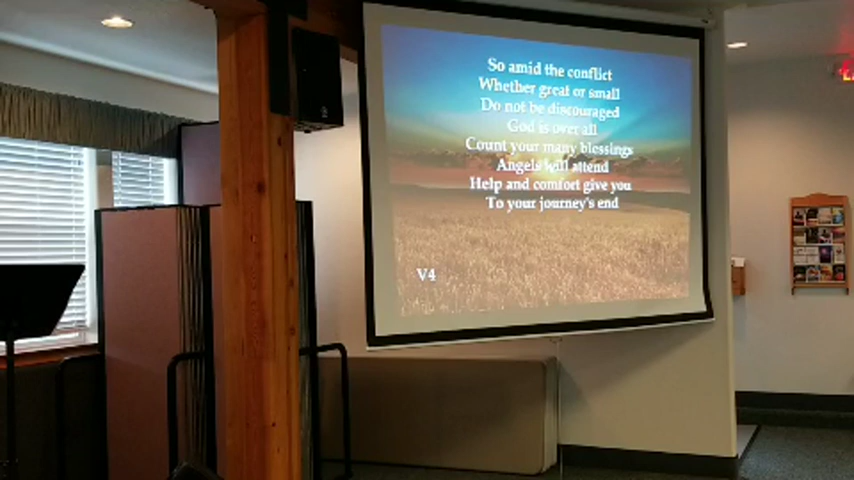 So amid the conflict
Whether great or small
Do not be discouraged
God is over all
Count your many blessings
Angels will attend
Help and comfort give you
To your journey's end
V4